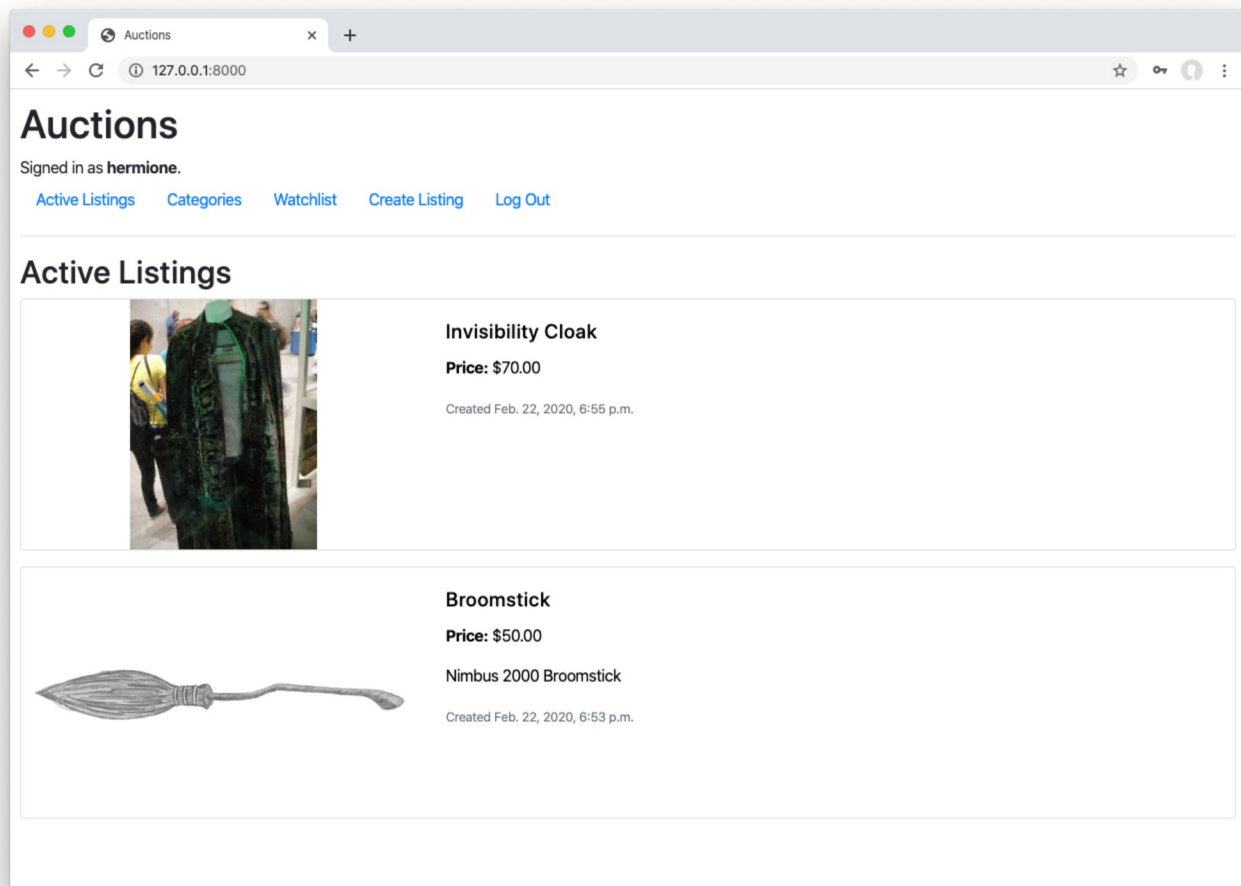 Auctions
127.0.0.1:8000
Auctions
Signed in as hermione.
Active Listings Categories Watchlist Create Listing Log Out
Active Listings
Invisibility Cloak
Price: $70.00
Created Feb. 22, 2020, 6:55 p.m.
Broomstick
Price: $50.00
Nimbus 2000 Broomstick
Created Feb. 22, 2020, 6:53 p.m.